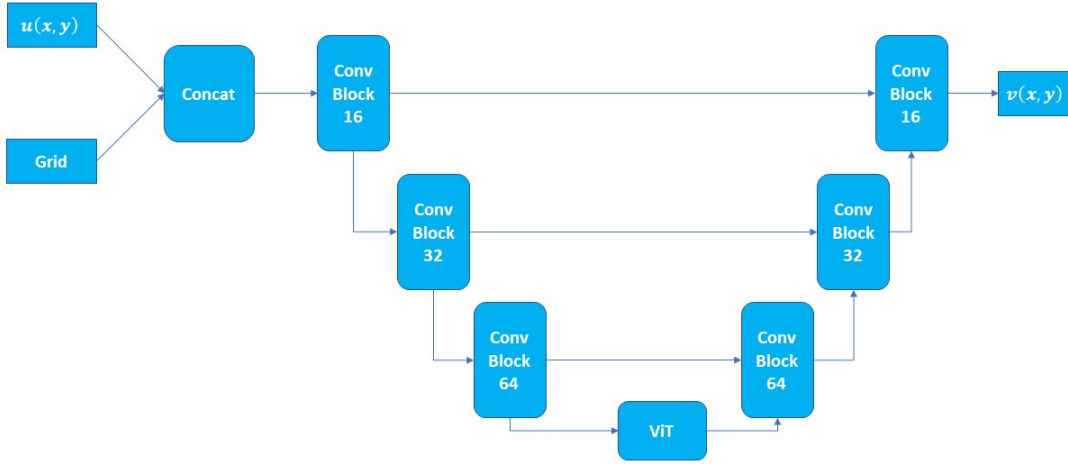 u(x, y)
Grid
Concat
Conv
Block
16
Conv
Block
16
v(x, y)
Conv
Block
32
Conv
Block
32
Conv
Block
64
Conv
Block
64
ViT